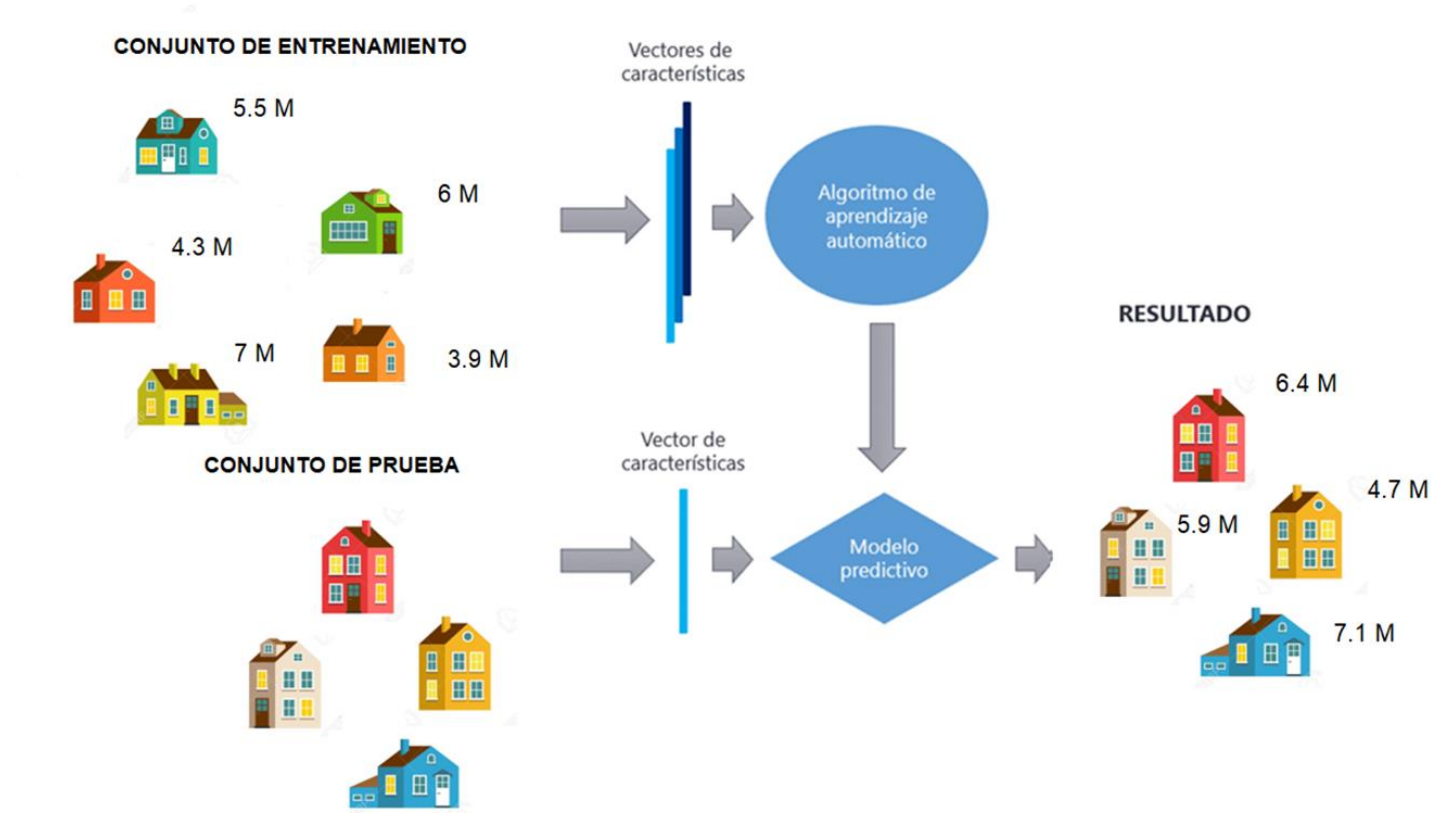 CONJUNTO DE ENTRENAMIENTO
5.5 M
6 M
4.3 M
7 M
3.9 M
Vectores de
características
Algoritmo de
aprendizaje
automático
CONJUNTO DE PRUEBA
Vector de
características
Modelo
predictivo
RESULTADO
6.4 M
4.7 M
5.9 M
7.1 M